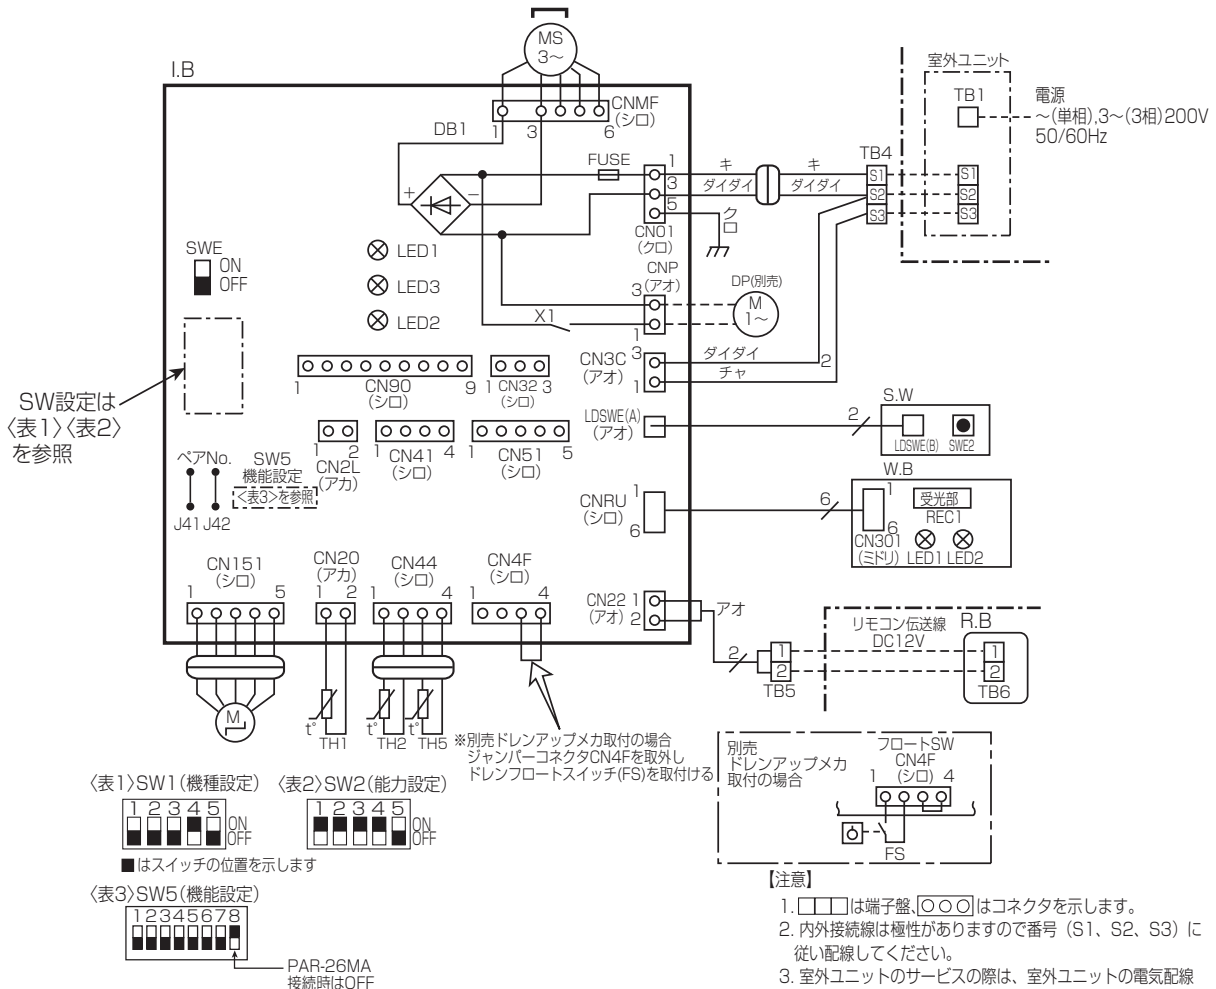 I.B
MS
3～
CNMF
(シロ)
1 3 6
DB1
+ −
FUSE
1
3
5
CN01
(クロ)
キ キ
ダイダイ ダイダイ
クロ
TB4
S1
S2
S3
室外ユニット
TB1
S1
S2
S3
電源
～(単相),3～(3相)200V
50/60Hz
SWE
ON
OFF
LED1
LED3
LED2
CNP
(アオ)
3
1
X1
DP(別売)
M
1～
SW設定は
〈表1〉〈表2〉
を参照
1 9
CN90
(シロ)
1 CN32 3
(シロ)
CN3C
(アオ)
3
1
ダイダイ
チャ
2
LDSWE(A)
(アオ)
2
S.W
LDSWE(B) SWE2
1 2
CN2L
(アカ)
1 CN41 4
(シロ)
1 CN51 5
(シロ)
ペアNo.
J41 J42
SW5
機能設定
<表3>を参照
CNRU
(シロ)
1
6
6
W.B
1
6
CN301
(ミドリ)
受光部
REC1
LED1 LED2
CN151
(シロ)
1 5
CN20
(アカ)
1 2
CN44
(シロ)
1 4
CN4F
(シロ)
1 4
CN22 1
(アオ) 2
アオ
2
1
2
TB5
リモコン伝送線
DC12V
R.B
1
2
TB6
M
t° t° t°
TH1 TH2 TH5
※別売ドレンアップメカ取付の場合
ジャンパーコネクタCN4Fを取外し
ドレンフロートスイッチ(FS)を取付ける
別売
ドレンアップメカ
取付の場合
フロートSW
CN4F
1 (シロ) 4
FS
〈表1〉SW1(機種設定)
1 2 3 4 5
ON
OFF
〈表2〉SW2(能力設定)
1 2 3 4 5
ON
OFF
■はスイッチの位置を示します
〈表3〉SW5(機能設定)
12345678
PAR-26MA
接続時はOFF
【注意】
1. □□□は端子盤、○○○はコネクタを示します。
2. 内外接続線は極性がありますので番号（S1、S2、S3）に
従い配線してください。
3. 室外ユニットのサービスの際は、室外ユニットの電気配線